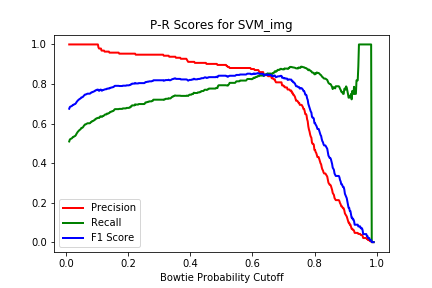 P-R Scores for SVM_img
1.0
0.8
0.6
0.4
0.2
0.0
Precision
Recall
F1 Score
0.0 0.2 0.4 0.6 0.8 1.0
Bowtie Probability Cutoff